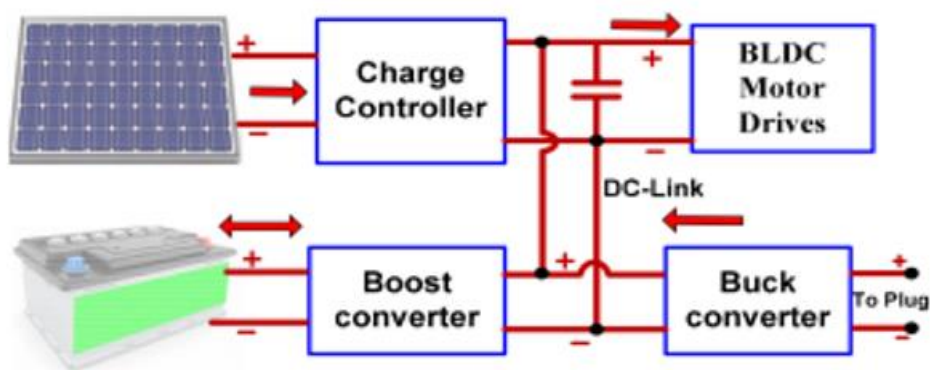 +
−
Charge
Controller
+
−
BLDC
Motor
Drives
DC-Link
+
−
Boost
converter
+
−
Buck
converter
+
To Plug
−